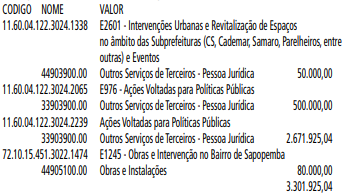 CODIGO NOME VALOR
11.60.04.122.3024.1338 E2601 - Intervenções Urbanas e Revitalização de Espaços
no âmbito das Subprefeituras (CS, Cademar, Samaro, Parelheiros, entre
outras) e Eventos
44903900.00 Outros Serviços de Terceiros - Pessoa Jurídica 50.000,00
11.60.04.122.3024.2065 E976 - Ações Voltadas para Políticas Públicas
33903900.00 Outros Serviços de Terceiros - Pessoa Jurídica 500.000,00
11.60.04.122.3024.2239 Ações Voltadas para Políticas Públicas
33903900.00 Outros Serviços de Terceiros - Pessoa Jurídica 2.671.925,04
72.10.15.451.3022.1474 E1245 - Obras e Intervenção no Bairro de Sapopemba
44905100.00 Obras e Instalações 80.000,00
3.301.925,04